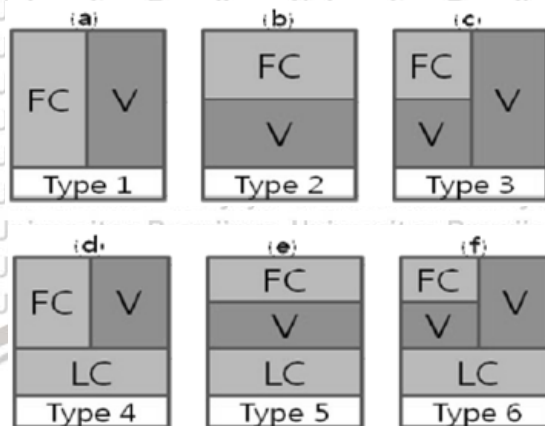 (a)
FC V
Type 1
(b)
FC
V
Type 2
(c)
FC
V
V
Type 3
(d)
FC V
LC
Type 4
(e)
FC
V
LC
Type 5
(f)
FC
V
V
LC
Type 6